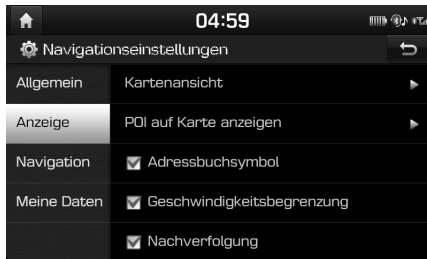 04:59
Navigationseinstellungen
Allgemein
Kartenansicht
Anzeige
POI auf Karte anzeigen
Navigation
Adressbuchsymbol
Meine Daten
Geschwindigkeitsbegrenzung
Nachverfolgung